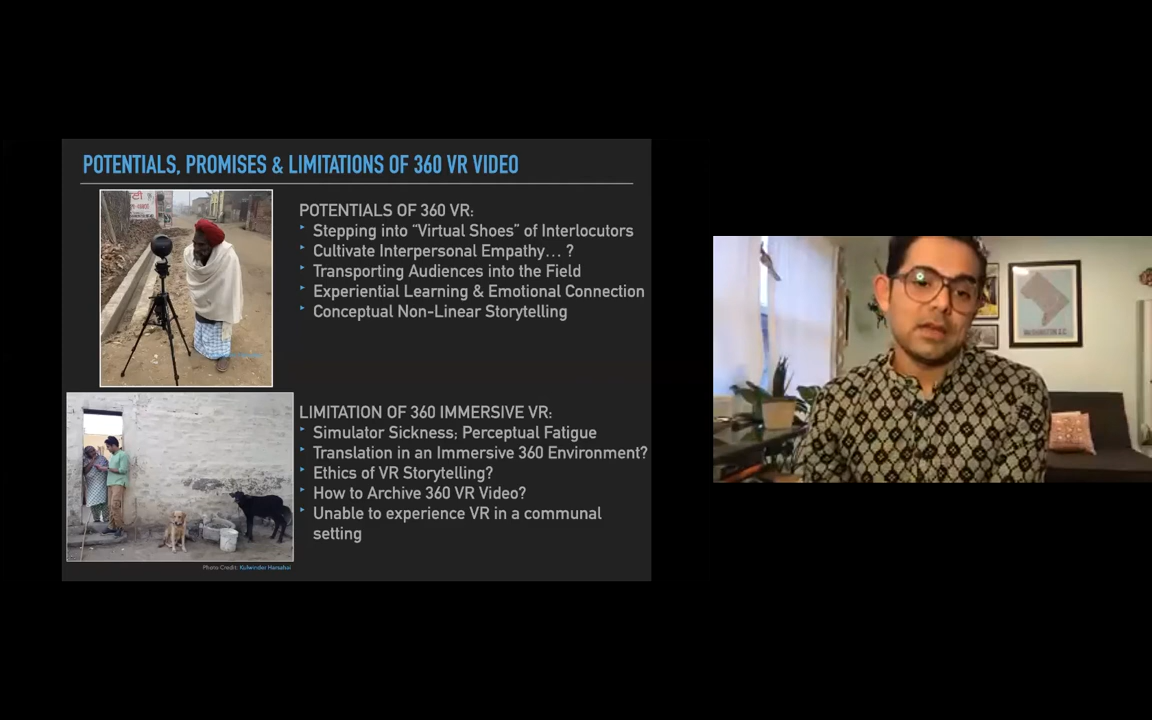 POTENTIALS, PROMISES & LIMITATIONS OF 360 VR VIDEO
POTENTIALS OF 360 VR:
Stepping into “Virtual Shoes” of Interlocutors
Cultivate Interpersonal Empathy… ?
Transporting Audiences into the Field
Experiential Learning & Emotional Connection
Conceptual Non-Linear Storytelling
LIMITATION OF 360 IMMERSIVE VR:
Simulator Sickness; Perceptual Fatigue
Translation in an Immersive 360 Environment?
Ethics of VR Storytelling?
How to Archive 360 VR Video?
Unable to experience VR in a communal
setting
Photo Credit: Kulwinder
WASHINGTON D.C.